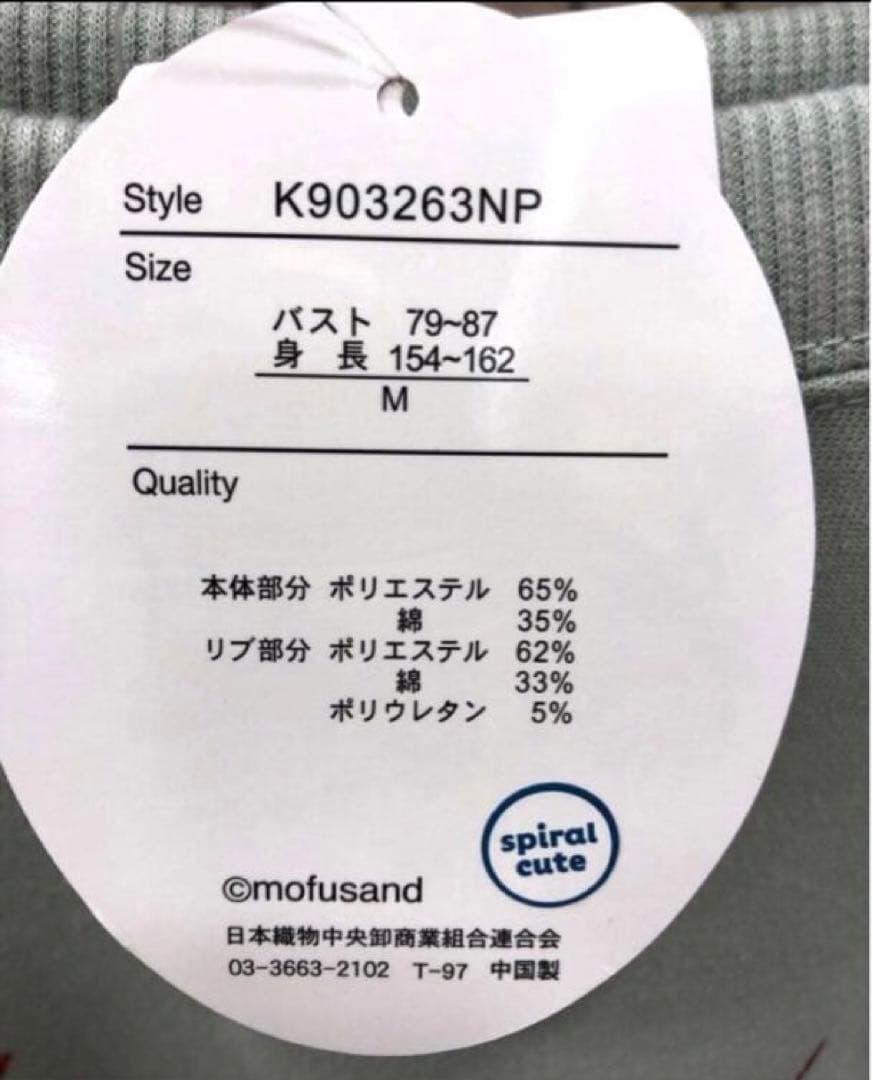 Style K903263NP
Size
バスト 79~87
身 長 154~162
M
Quality
本体部分 ポリエステル 65%
綿 35%
リブ部分 ポリエステル 62%
綿 33%
ポリウレタン 5%
spiral
cute
©mofusand
日本織物中央卸商業組合連合会
03-3663-2102 T-97 中国製